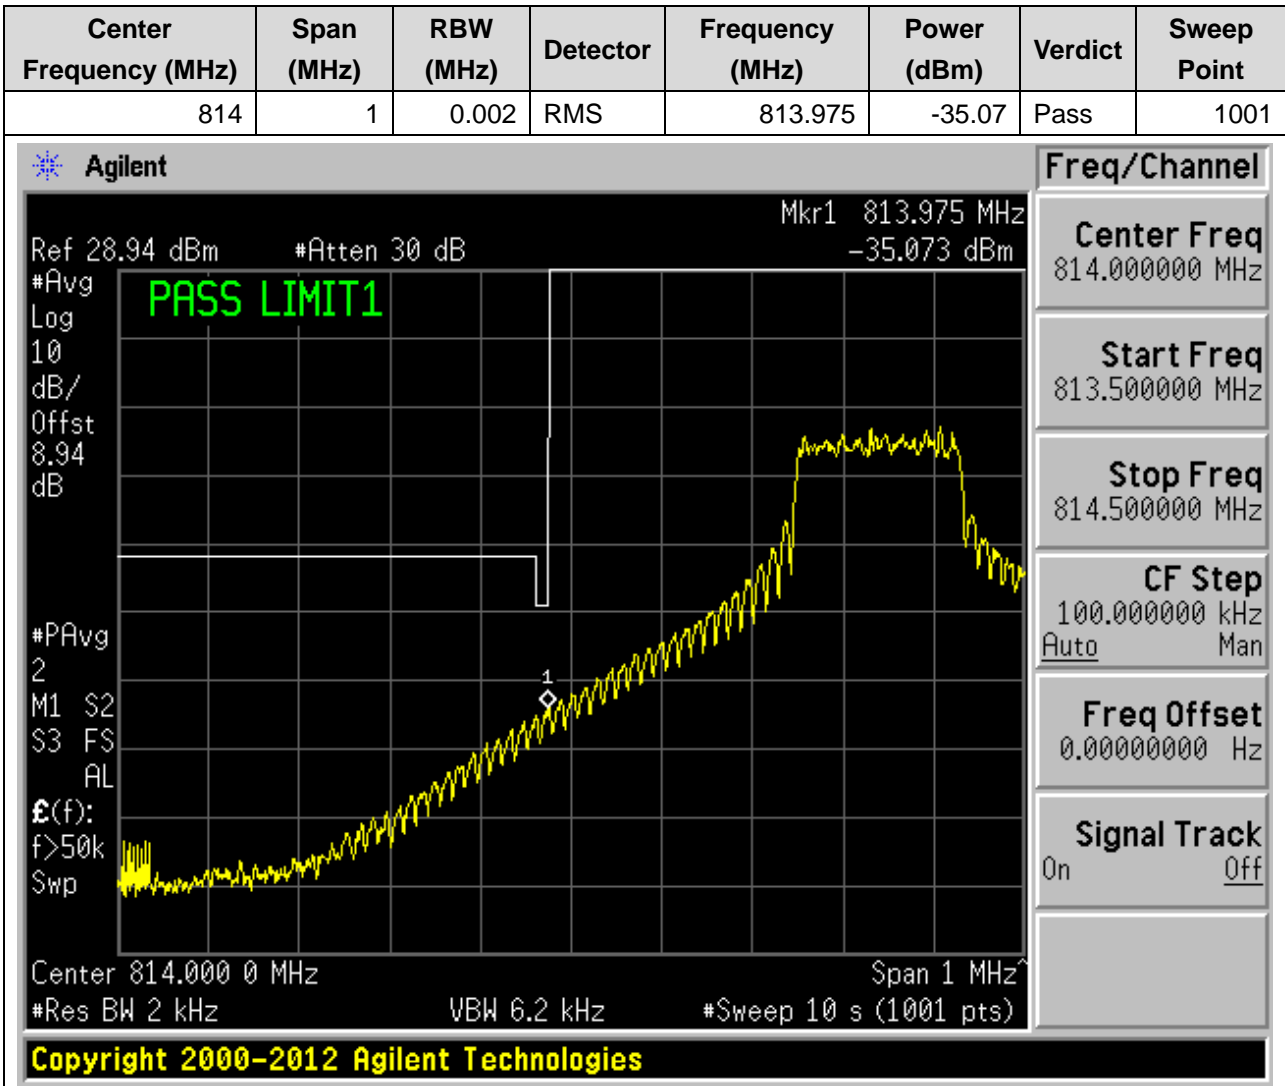 Center Frequency (MHz) Span (MHz) RBW (MHz) Detector Frequency (MHz) Power (dBm) Verdict Sweep Point
814 1 0.002 RMS 813.975 -35.07 Pass 1001
Agilent
Freq/Channel
Mkr1 813.975 MHz
Ref 28.94 dBm #Atten 30 dB -35.073 dBm
#Avg
Log
10
dB/
Offst
8.94
dB
PASS LIMIT1
#PAvg
2
M1 S2
S3 FS
AL
£(f):
f>50k
Swp
1
Center 814.000 0 MHz Span 1 MHz^
#Res BW 2 kHz VBW 6.2 kHz #Sweep 10 s (1001 pts)
Center Freq
814.000000 MHz
Start Freq
813.500000 MHz
Stop Freq
814.500000 MHz
CF Step
100.000000 kHz
Auto Man
Freq Offset
0.00000000 Hz
Signal Track
On Off
Copyright 2000-2012 Agilent Technologies